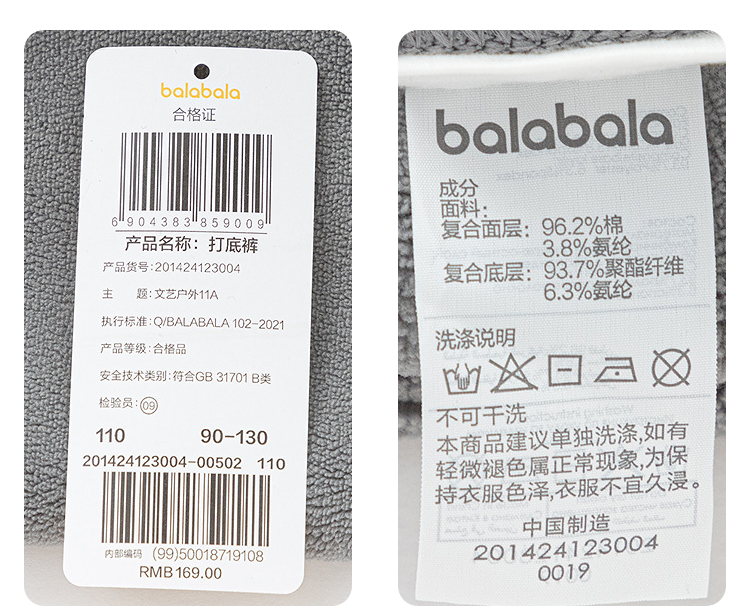 balabala
合格证
6 904383 859009
产品名称：打底裤
产品货号:201424123004
主 题:文艺户外11A
执行标准:Q/BALABALA 102-2021
产品等级:合格品
安全技术类别:符合GB 31701 B类
检验员:09
110 90-130
201424123004-00502 110
内部编码 (99)50018719108
RMB169.00
balabala
成分
面料：
复合面层：96.2%棉
3.8%氨纶
复合底层：93.7%聚酯纤维
6.3%氨纶
洗涤说明
不可干洗
本商品建议单独洗涤,如有
轻微褪色属正常现象,为保
持衣服色泽,衣服不宜久浸。
中国制造
201424123004
0019